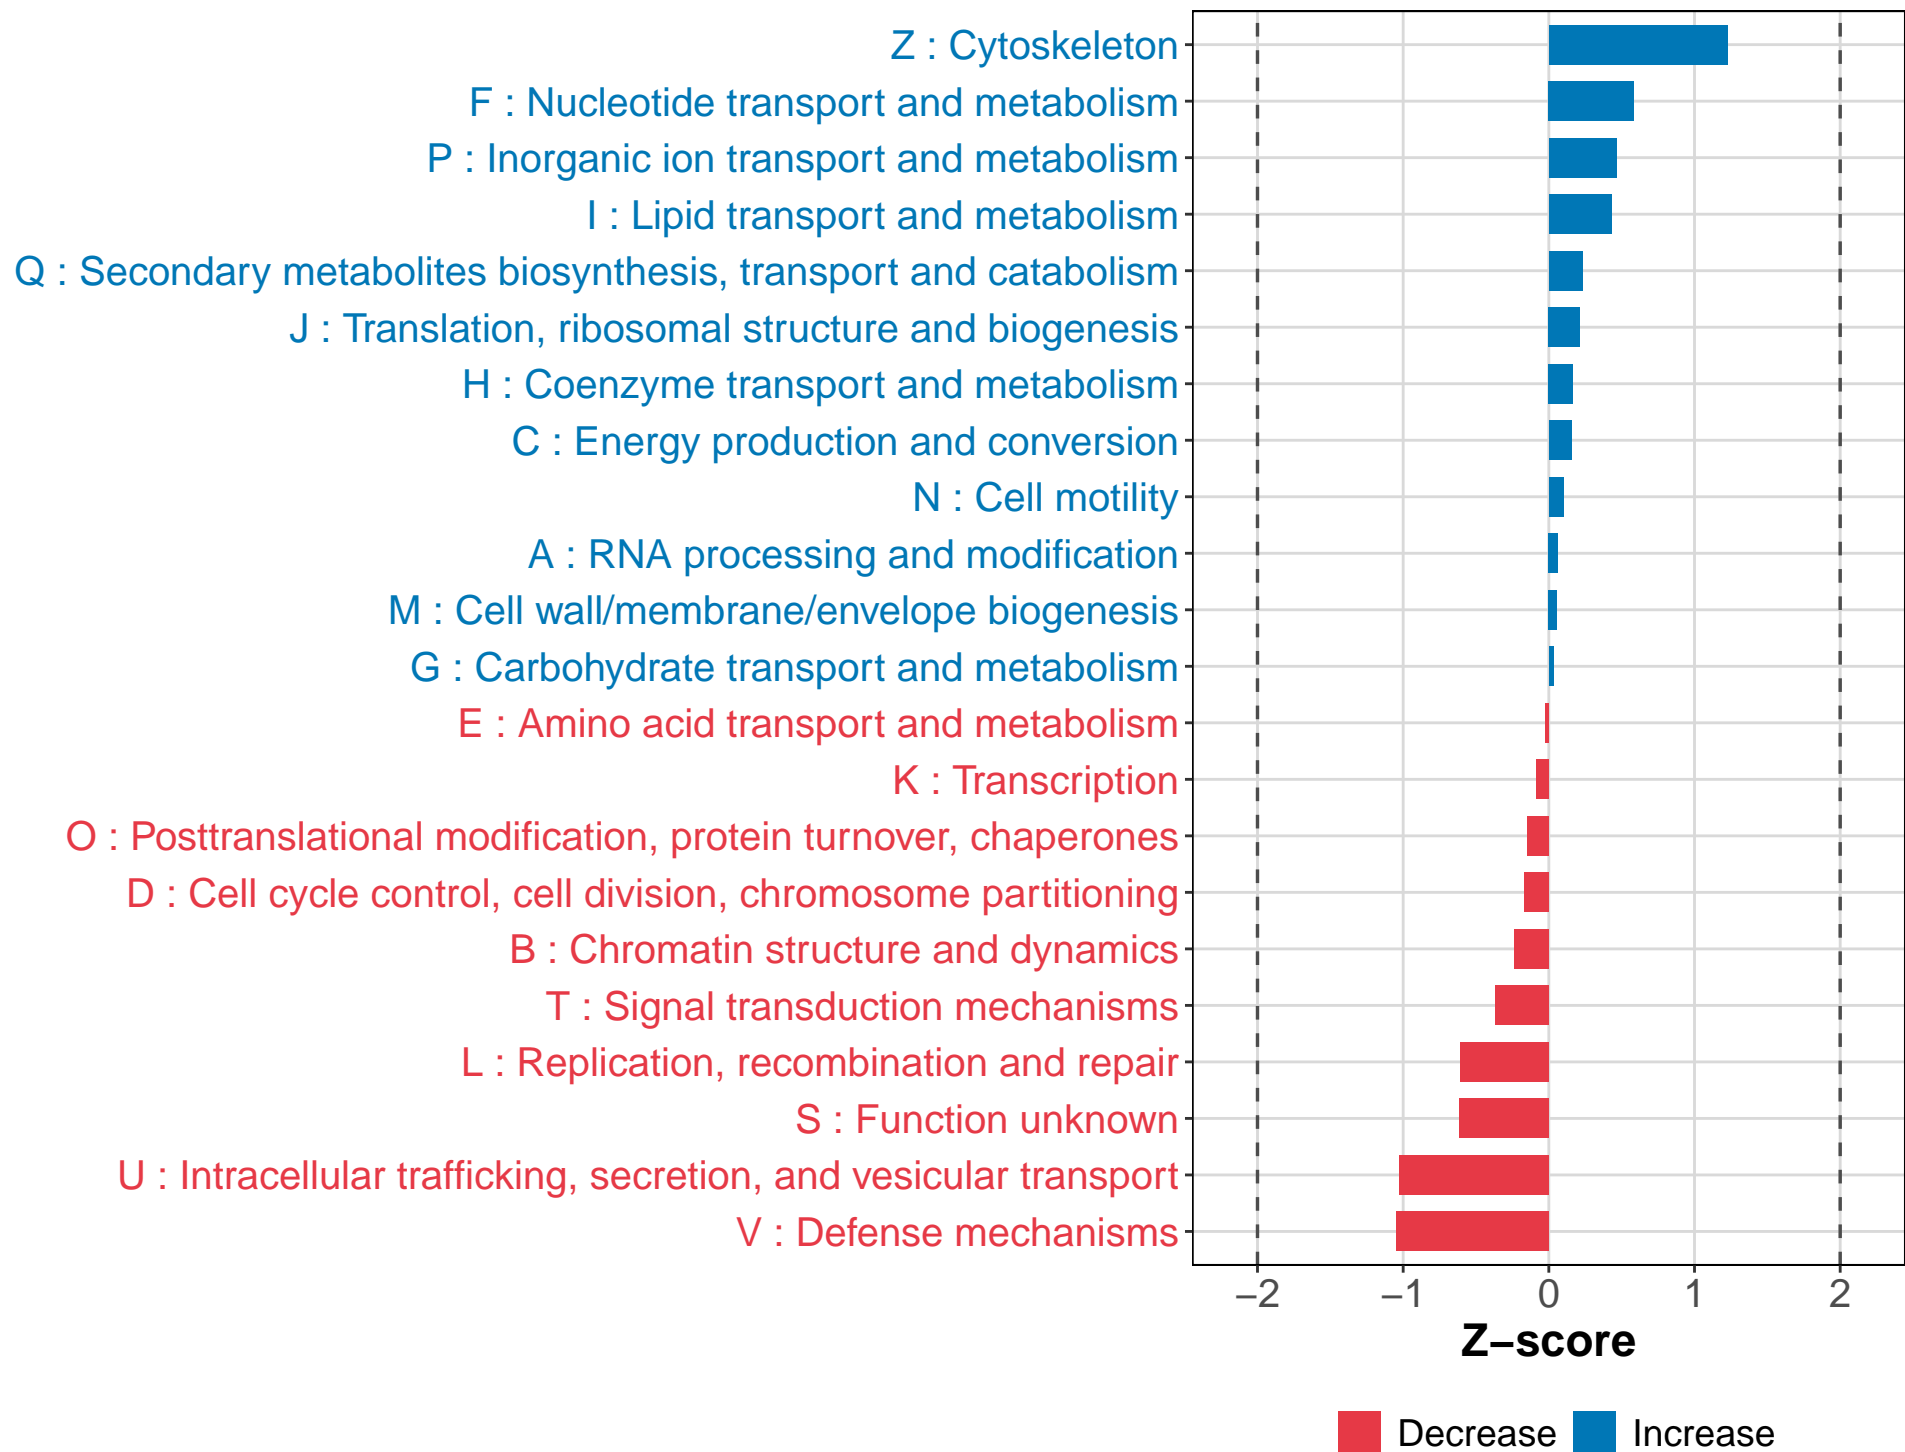 Z : Cytoskeleton
F : Nucleotide transport and metabolism
P : Inorganic ion transport and metabolism
I : Lipid transport and metabolism
Q : Secondary metabolites biosynthesis, transport and catabolism
J : Translation, ribosomal structure and biogenesis
H : Coenzyme transport and metabolism
C : Energy production and conversion
N : Cell motility
A : RNA processing and modification
M : Cell wall/membrane/envelope biogenesis
G : Carbohydrate transport and metabolism
E : Amino acid transport and metabolism
K : Transcription
O : Posttranslational modification, protein turnover, chaperones
D : Cell cycle control, cell division, chromosome partitioning
B : Chromatin structure and dynamics
T : Signal transduction mechanisms
L : Replication, recombination and repair
S : Function unknown
U : Intracellular trafficking, secretion, and vesicular transport
V : Defense mechanisms
−2 −1 0 1 2
Z−score
Decrease Increase